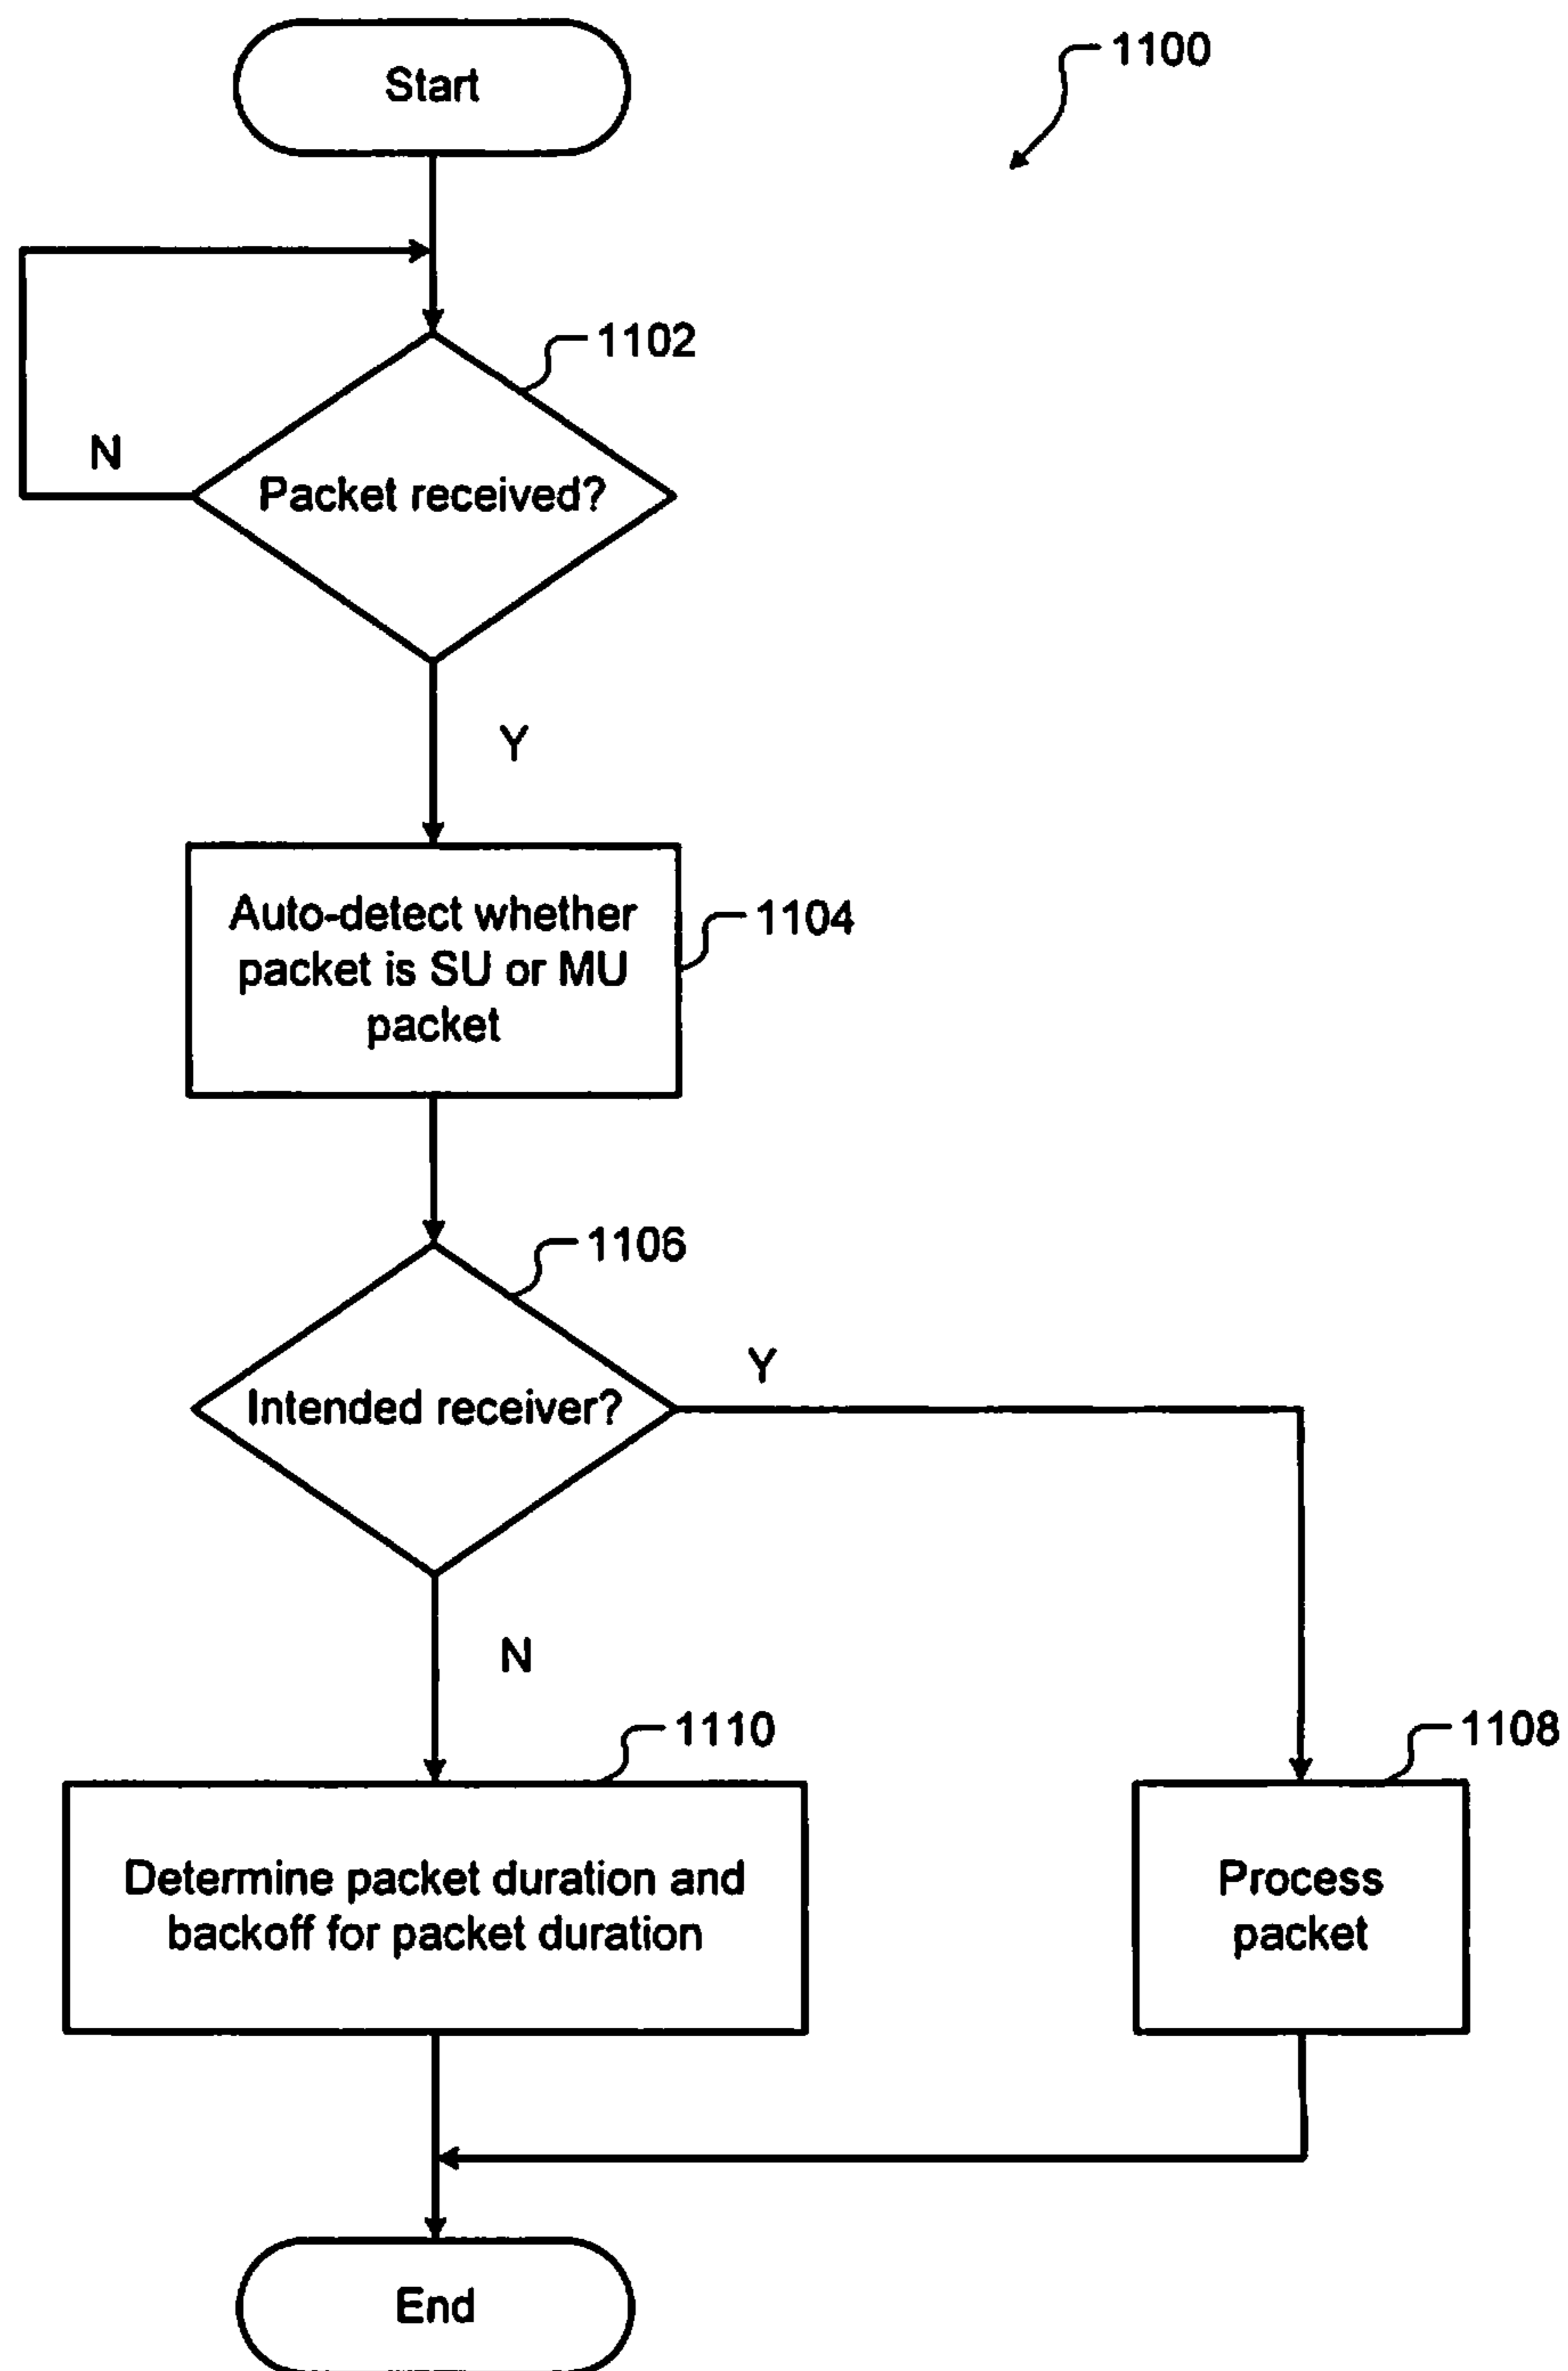 Start
1100
1102
N
Packet received?
Y
Auto-detect whether
packet is SU or MU
packet
1104
1106
Intended receiver?
Y
N
1110
1108
Determine packet duration and
backoff for packet duration
Process
packet
End